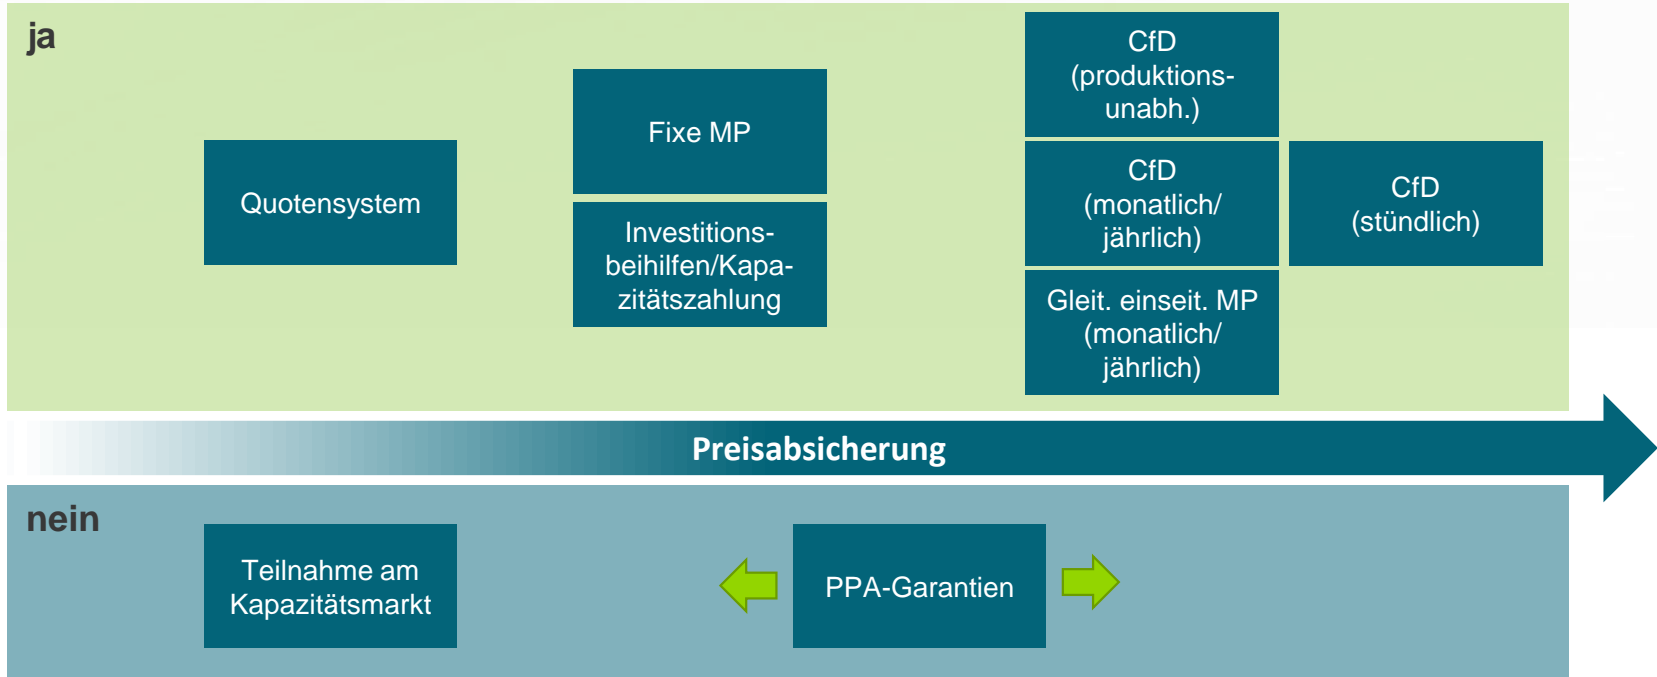 ja
Quotensystem
Fixe MP
Investitions-
beihilfen/Kapa-
zitätszahlung
CfD
(produktions-
unabh.)
CfD
(monatlich/
jährlich)
Gleit. einseit. MP
(monatlich/
jährlich)
CfD
(stündlich)
Preisabsicherung
nein
Teilnahme am
Kapazitätsmarkt
PPA-Garantien